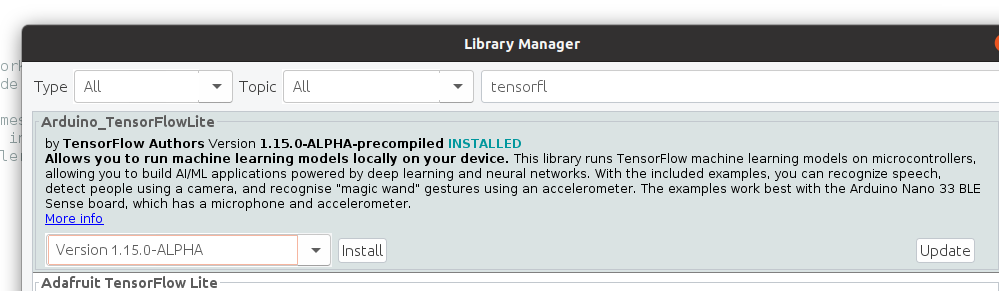 Library Manager
Type All Topic All tensorfl
Arduino_TensorFlowLite
by TensorFlow Authors Version 1.15.0-ALPHA-precompiled INSTALLED
Allows you to run machine learning models locally on your device. This library runs TensorFlow machine learning models on microcontrollers,
allowing you to build AI/ML applications powered by deep learning and neural networks. With the included examples, you can recognize speech,
detect people using a camera, and recognise "magic wand" gestures using an accelerometer. The examples work best with the Arduino Nano 33 BLE
Sense board, which has a microphone and accelerometer.
More info
Version 1.15.0-ALPHA Install Update
Adafruit TensorFlow Lite